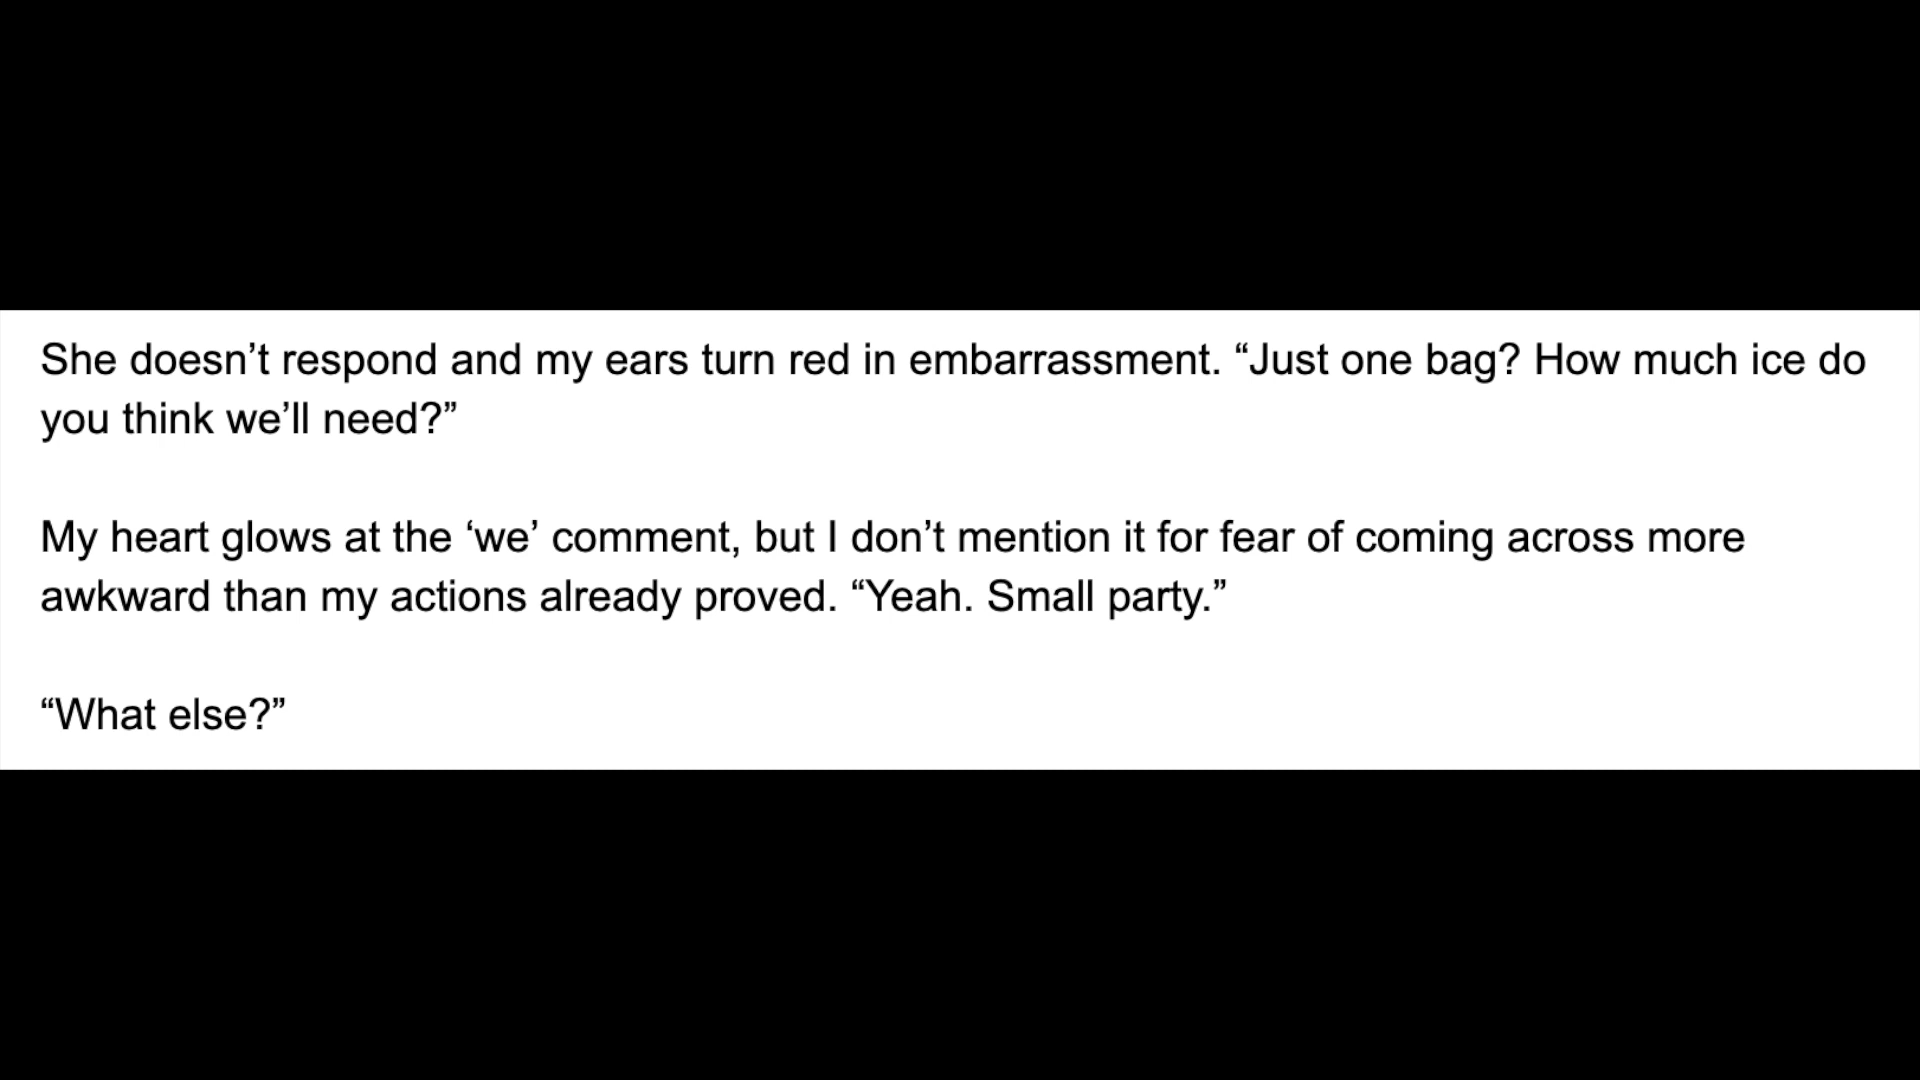 She doesn’t respond and my ears turn red in embarrassment. “Just one bag? How much ice do
you think we’ll need?”
My heart glows at the ‘we’ comment, but I don’t mention it for fear of coming across more
awkward than my actions already proved. “Yeah. Small party.”
“What else?”